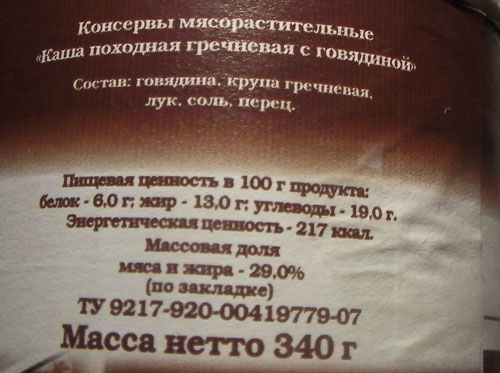 Консервы мясорастительные
«Каша походная гречневая с говядиной»
Состав: говядина, крупа гречневая,
лук, соль, перец.
Пищевая ценность в 100 г продукта:
белок - 6,0 г; жир - 13,0 г; углеводы - 19,0 г.
Энергетическая ценность - 217 ккал.
Массовая доля
мяса и жира - 29,0%
(по закладке)
ТУ 9217-920-00419779-07
Масса нетто 340 г